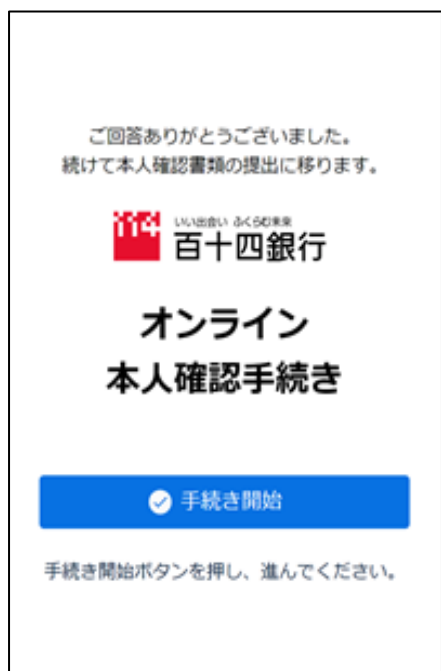 ご回答ありがとうございました。
続けて本人確認書類の提出に移ります。
114
いい出会い ふくらむ未来
百十四銀行
オンライン
本人確認手続き
手続き開始
手続き開始ボタンを押し、進んでください。